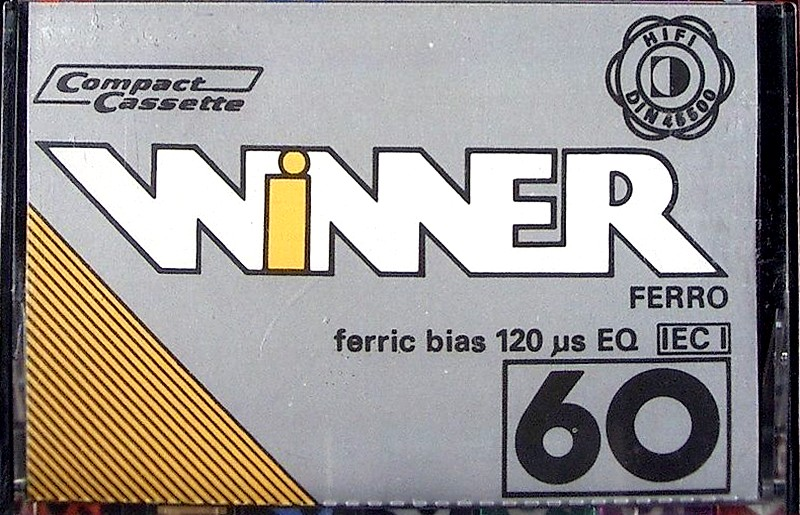 Compact
Cassette
HIFI
DIN 45500
WiNNER
FERRO
ferric bias 120 µs EQ IEC I
60